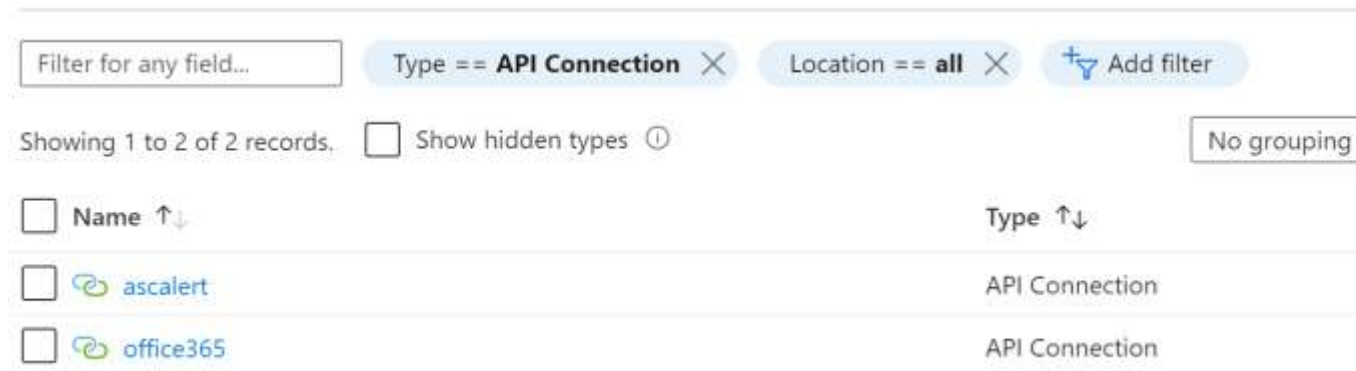 Filter for any field... Type == API Connection Location == all Add filter
Showing 1 to 2 of 2 records. Show hidden types No grouping
Name Type
ascalert API Connection
office365 API Connection